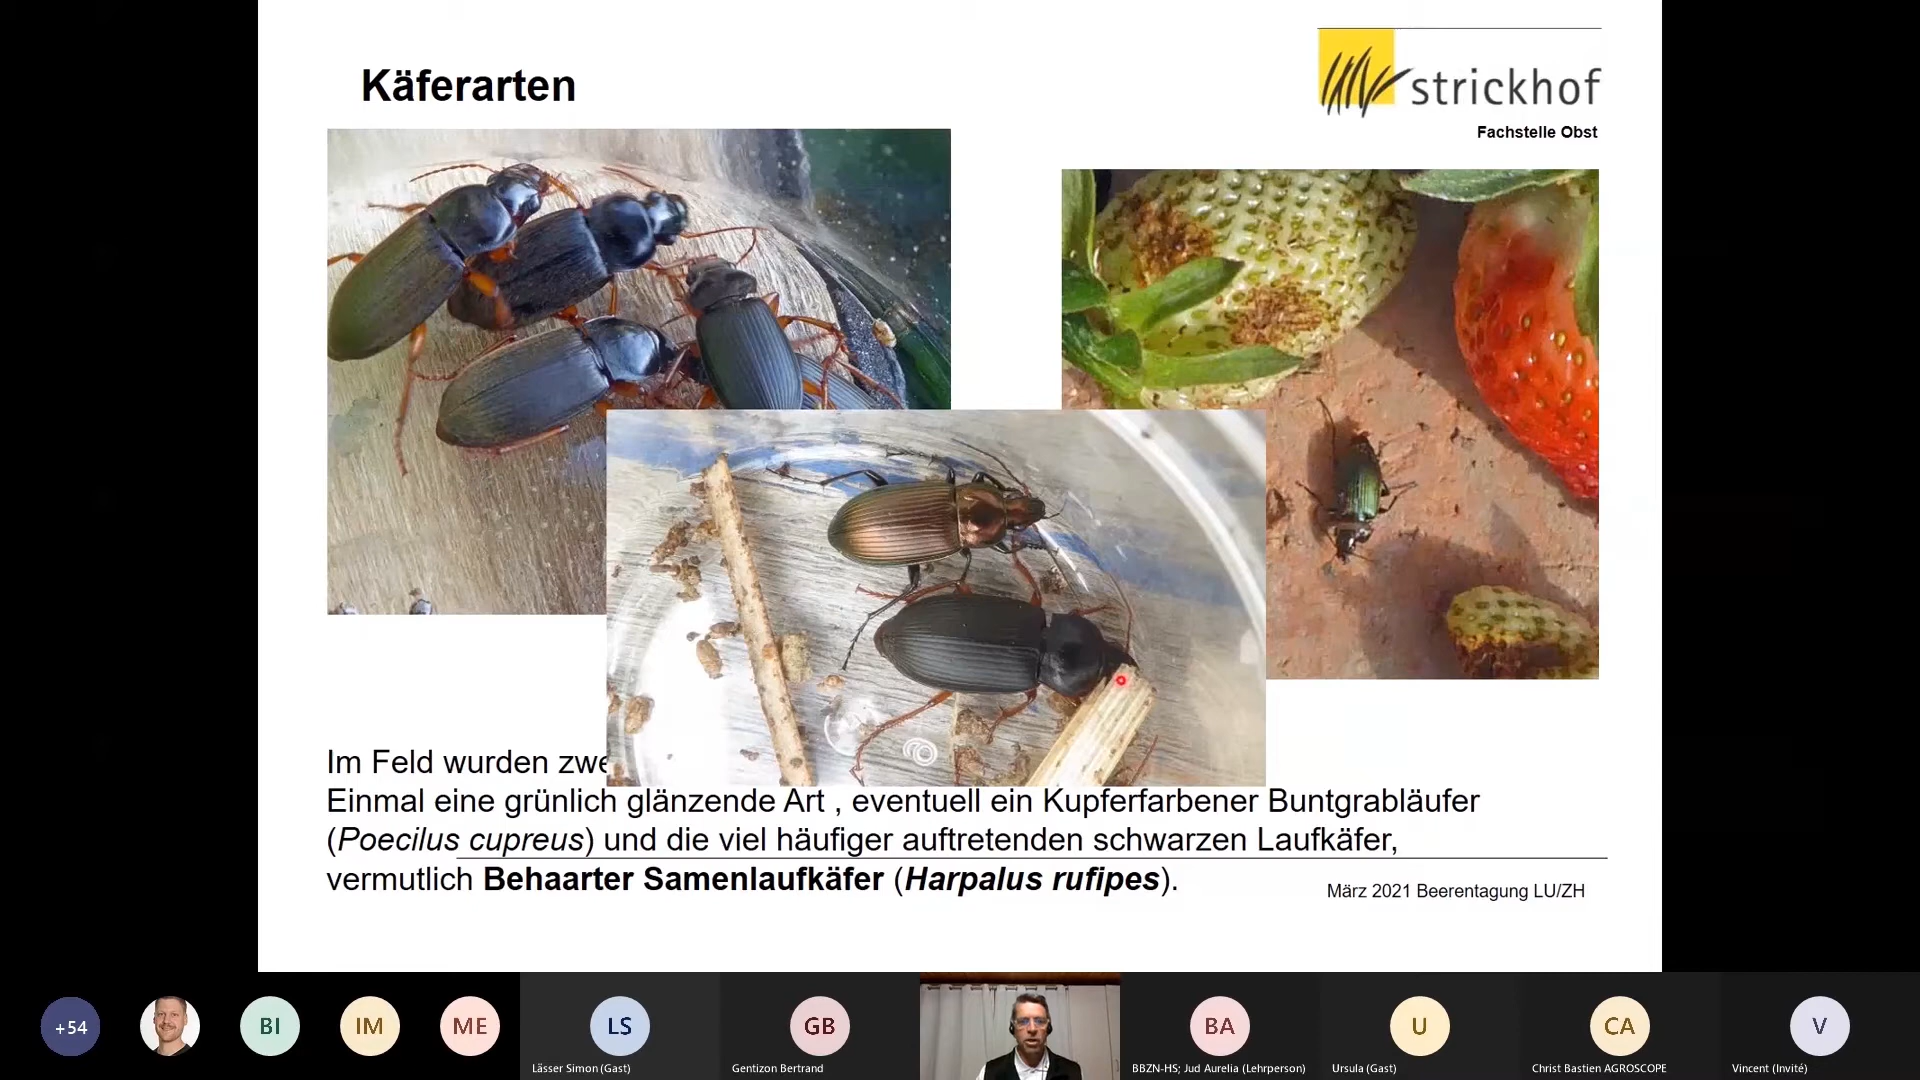 Käferarten
strickhof
Fachstelle Obst
Im Feld wurden
Einmal eine grünlich glänzende Art , eventuell ein Kupferfarbener Buntgrabläufer
(Poecilus cupreus) und die viel häufiger auftretenden schwarzen Laufkäfer,
vermutlich Behaarter Samenlaufkäfer (Harpalus rufipes).
März 2021 Beerentagung LU/ZH
+54
BI
IM
ME
LS
GB
BA
U
CA
V
Lässer Simon (Gast)
Gentizon Bertrand
BBZN-HS; Jud Aurelia (Lehrperson)
Ursula (Gast)
Christ Bastien AGROSCOPE
Vincent (Invité)